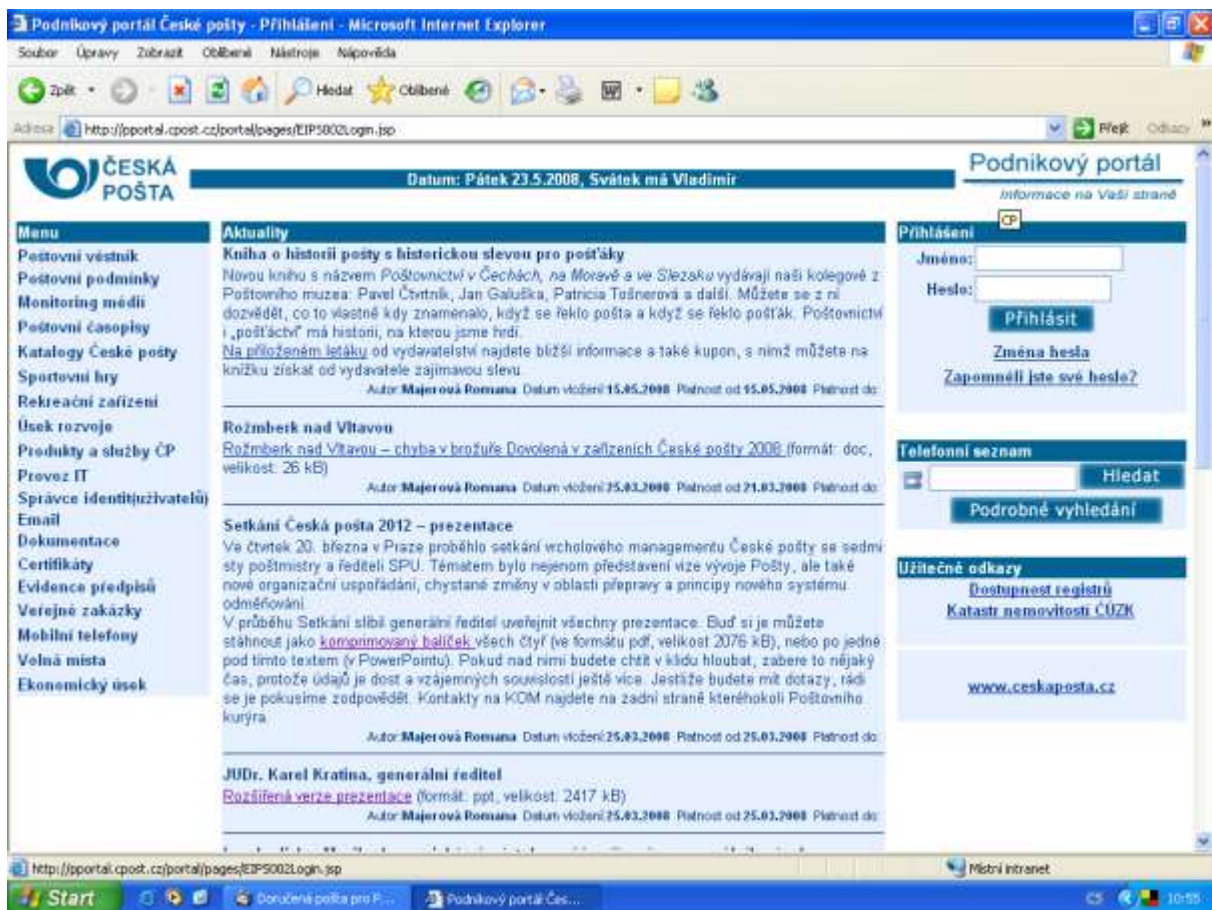 Podnikový portál České pošty - Přihlášení - Microsoft Internet Explorer
Soubor Úpravy Zobrazit Oblíbené Nástroje Nápověda
Zpět Hledat Oblíbené
Adresa http://pportal.cpost.cz/portal/pages/EIPS002Login.jsp Přejít Odkazy
ČESKÁ POŠTA
Datum: Pátek 23.5.2008, Svátek má Vladimír
Podnikový portál
informace na Vaší straně
CP
Menu
Poštovní věstník
Poštovní podmínky
Monitoring médií
Poštovní časopisy
Katalogy České pošty
Sportovní hry
Rekreační zařízení
Úsek rozvoje
Produkty a služby ČP
Provoz IT
Správce identit(uživatelů)
Email
Dokumentace
Certifikáty
Evidence předpisů
Veřejné zakázky
Mobilní telefony
Volná místa
Ekonomický úsek
Aktuality
Kniha o historii pošty s historickou slevou pro pošťáky
Novou knihu s názvem Poštovnictví v Čechách, na Moravě a ve Slezsku vydávají naši kolegové z
Poštovního muzea: Pavel Čtvrtník, Jan Galuška, Patricia Tošnerová a další. Můžete se z ní
dozvědět, co to vlastně kdy znamenalo, když se řeklo pošta a když se řeklo pošťák. Poštovnictví
i „pošťáctví" má historii, na kterou jsme hrdí.
Na přiloženém letáku od vydavatelství najdete bližší informace a také kupon, s nímž můžete na
knížku získat od vydavatele zajímavou slevu.
Autor:Majerová Romana Datum vložení:15.05.2008 Platnost od:15.05.2008 Platnost do:
Rožmberk nad Vltavou
Rožmberk nad Vltavou – chyba v brožuře Dovolená v zařízeních České pošty 2008 (formát: doc,
velikost: 26 kB)
Autor:Majerová Romana Datum vložení:25.03.2008 Platnost od:21.03.2008 Platnost do:
Setkání Česká pošta 2012 – prezentace
Ve čtvrtek 20. března v Praze proběhlo setkání vrcholového managementu České pošty se sedmi
sty poštmistry a řediteli SPU. Tématem bylo nejenom představení vize vývoje Pošty, ale také
nové organizační uspořádání, chystané změny v oblasti přepravy a principy nového systému
odměňování.
V průběhu Setkání slíbil generální ředitel uveřejnit všechny prezentace. Buď si je můžete
stáhnout jako komprimovaný balíček všech čtyř (ve formátu pdf, velikost 2076 kB), nebo po jedné
pod tímto textem (v PowerPointu). Pokud nad nimi budete chtít v klidu hloubat, zabere to nějaký
čas, protože údajů je dost a vzájemných souvislostí ještě více. Jestliže budete mít dotazy, rádi
se je pokusíme zodpovědět. Kontakty na KOM najdete na zadní straně kteréhokoli Poštovního
kurýra.
Autor:Majerová Romana Datum vložení:25.03.2008 Platnost od:25.03.2008 Platnost do:
JUDr. Karel Kratina, generální ředitel
Rozšířená verze prezentace (formát: ppt, velikost: 2417 kB)
Autor:Majerová Romana Datum vložení:25.03.2008 Platnost od:25.03.2008 Platnost do:
Přihlášení
Jméno:
Heslo:
Přihlásit
Změna hesla
Zapomněli jste své heslo?
Telefonní seznam
Hledat
Podrobné vyhledání
Užitečné odkazy
Dostupnost registrů
Katastr nemovitostí ČÚZK
www.ceskaposta.cz
http://pportal.cpost.cz/portal/pages/EIPS002Login.jsp Místní intranet
Start Doručená pošta pro P... Podnikový portál Čes... CS 10:55